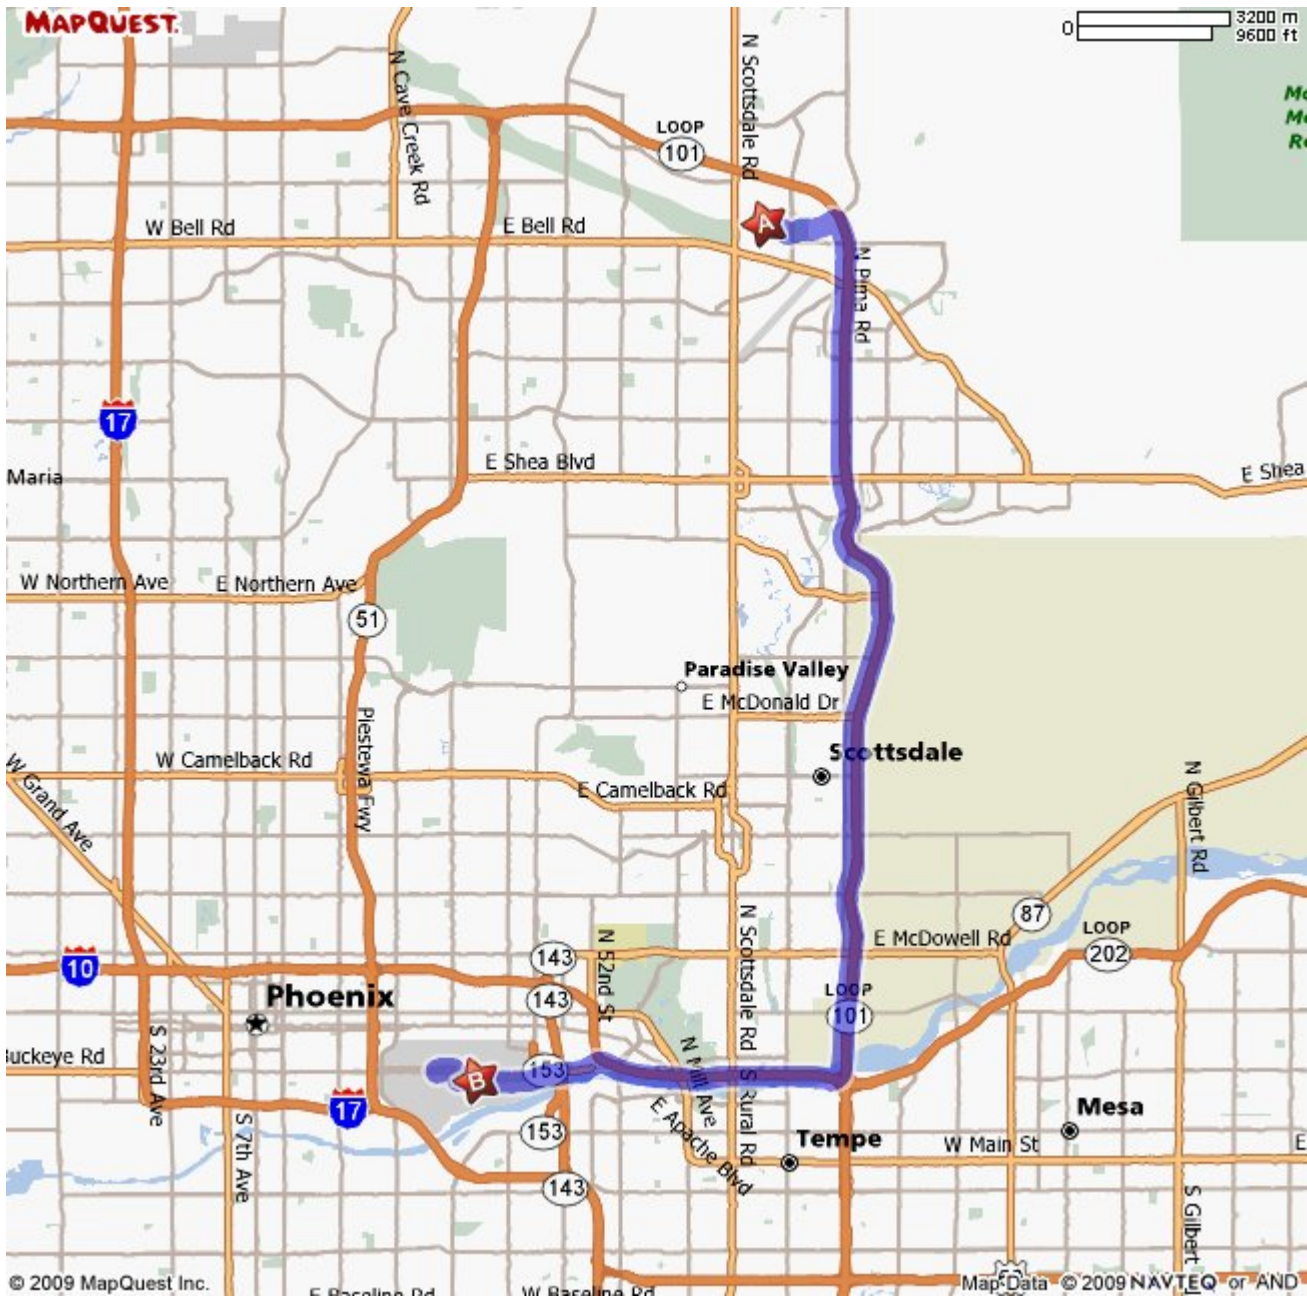 MAPQUEST.
0
3200 m
9600 ft
N Scottsdale Rd
N Cave Creek Rd
LOOP
101
A
W Bell Rd
E Bell Rd
N Pima Rd
17
E Shea Blvd
E Shea
Maria
W Northern Ave
E Northern Ave
51
Paradise Valley
E McDonald Dr
Piestewa Fwy
Scottsdale
W Camelback Rd
E Camelback Rd
W Grand Ave
N Gilbert Rd
87
LOOP
202
E McDowell Rd
N Scottsdale Rd
N 52nd St
143
10
143
Phoenix
LOOP
101
S 23rd Ave
Buckeye Rd
153
B
N Mill Ave
S Rural Rd
17
S 7th Ave
153
E Apache Blvd
Tempe
Mesa
W Main St
E
143
S Gilbert
© 2009 MapQuest Inc.
E Baseline Rd
W Baseline Rd
Map Data © 2009 NAVTEQ or AND